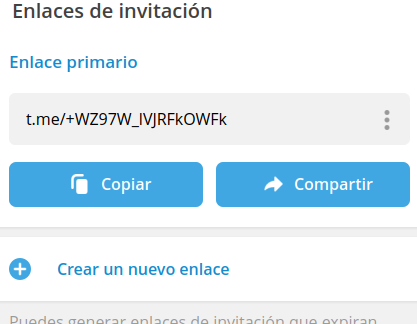 Enlaces de invitación
Enlace primario
t.me/+WZ97W_lVJRFkOWFk
Copiar
Compartir
Crear un nuevo enlace
Puedes generar enlaces de invitación que expiran